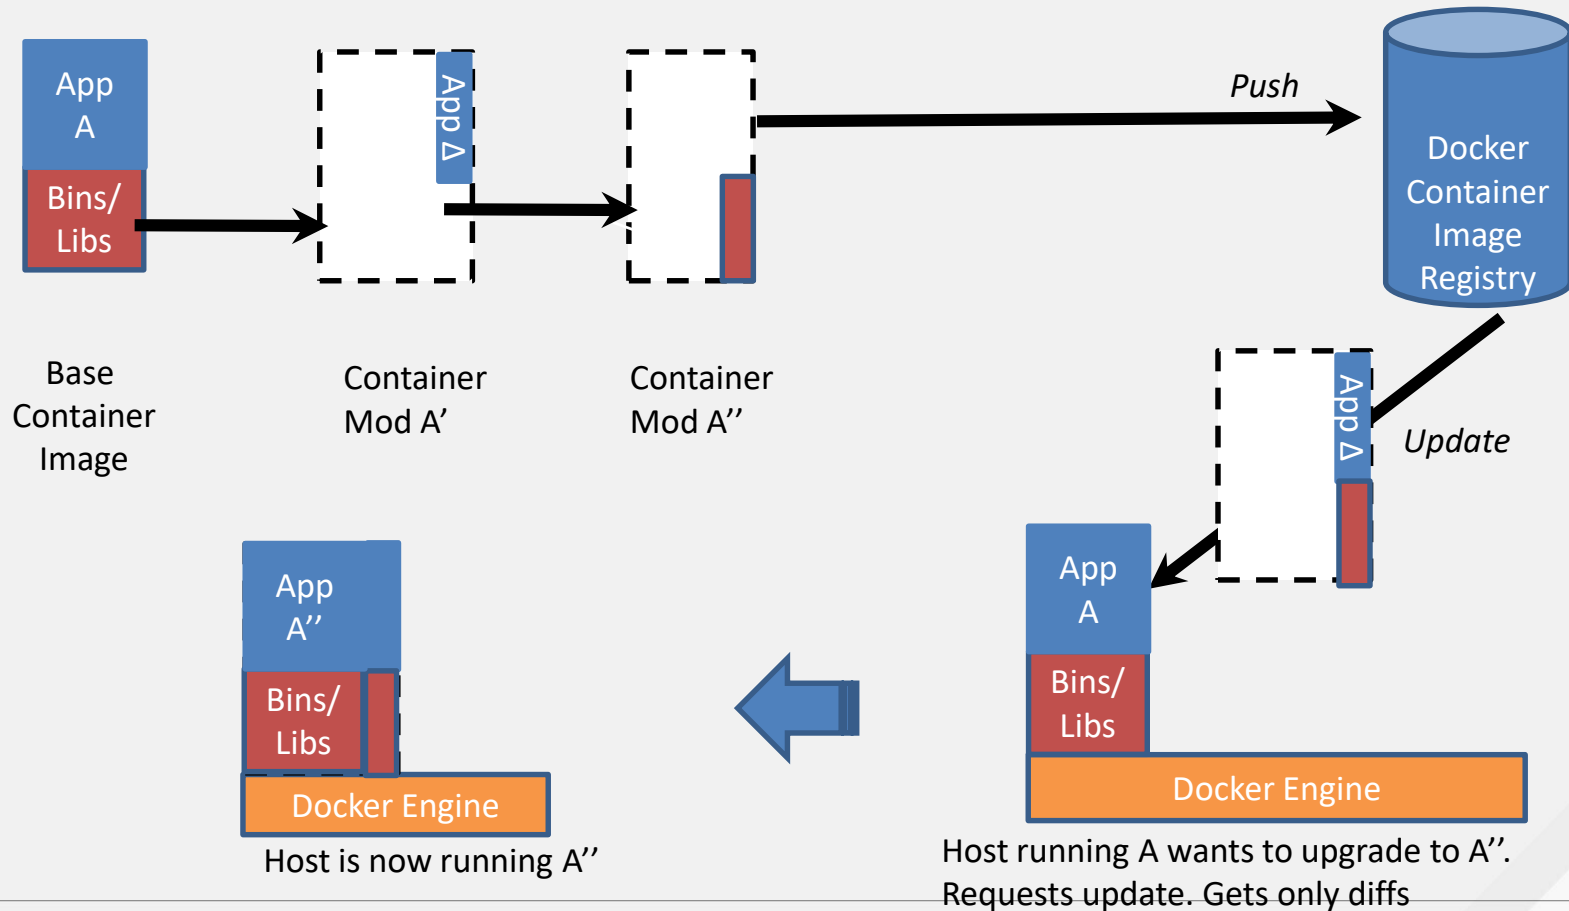 App
A
Bins/
Libs
App Δ
Push
Docker
Container
Image
Registry
Base
Container
Image
Container
Mod A’
Container
Mod A’’
App Δ
Update
App
A’’
Bins/
Libs
Docker Engine
Host is now running A’’
App
A
Bins/
Libs
Docker Engine
Host running A wants to upgrade to A’’.
Requests update. Gets only diffs